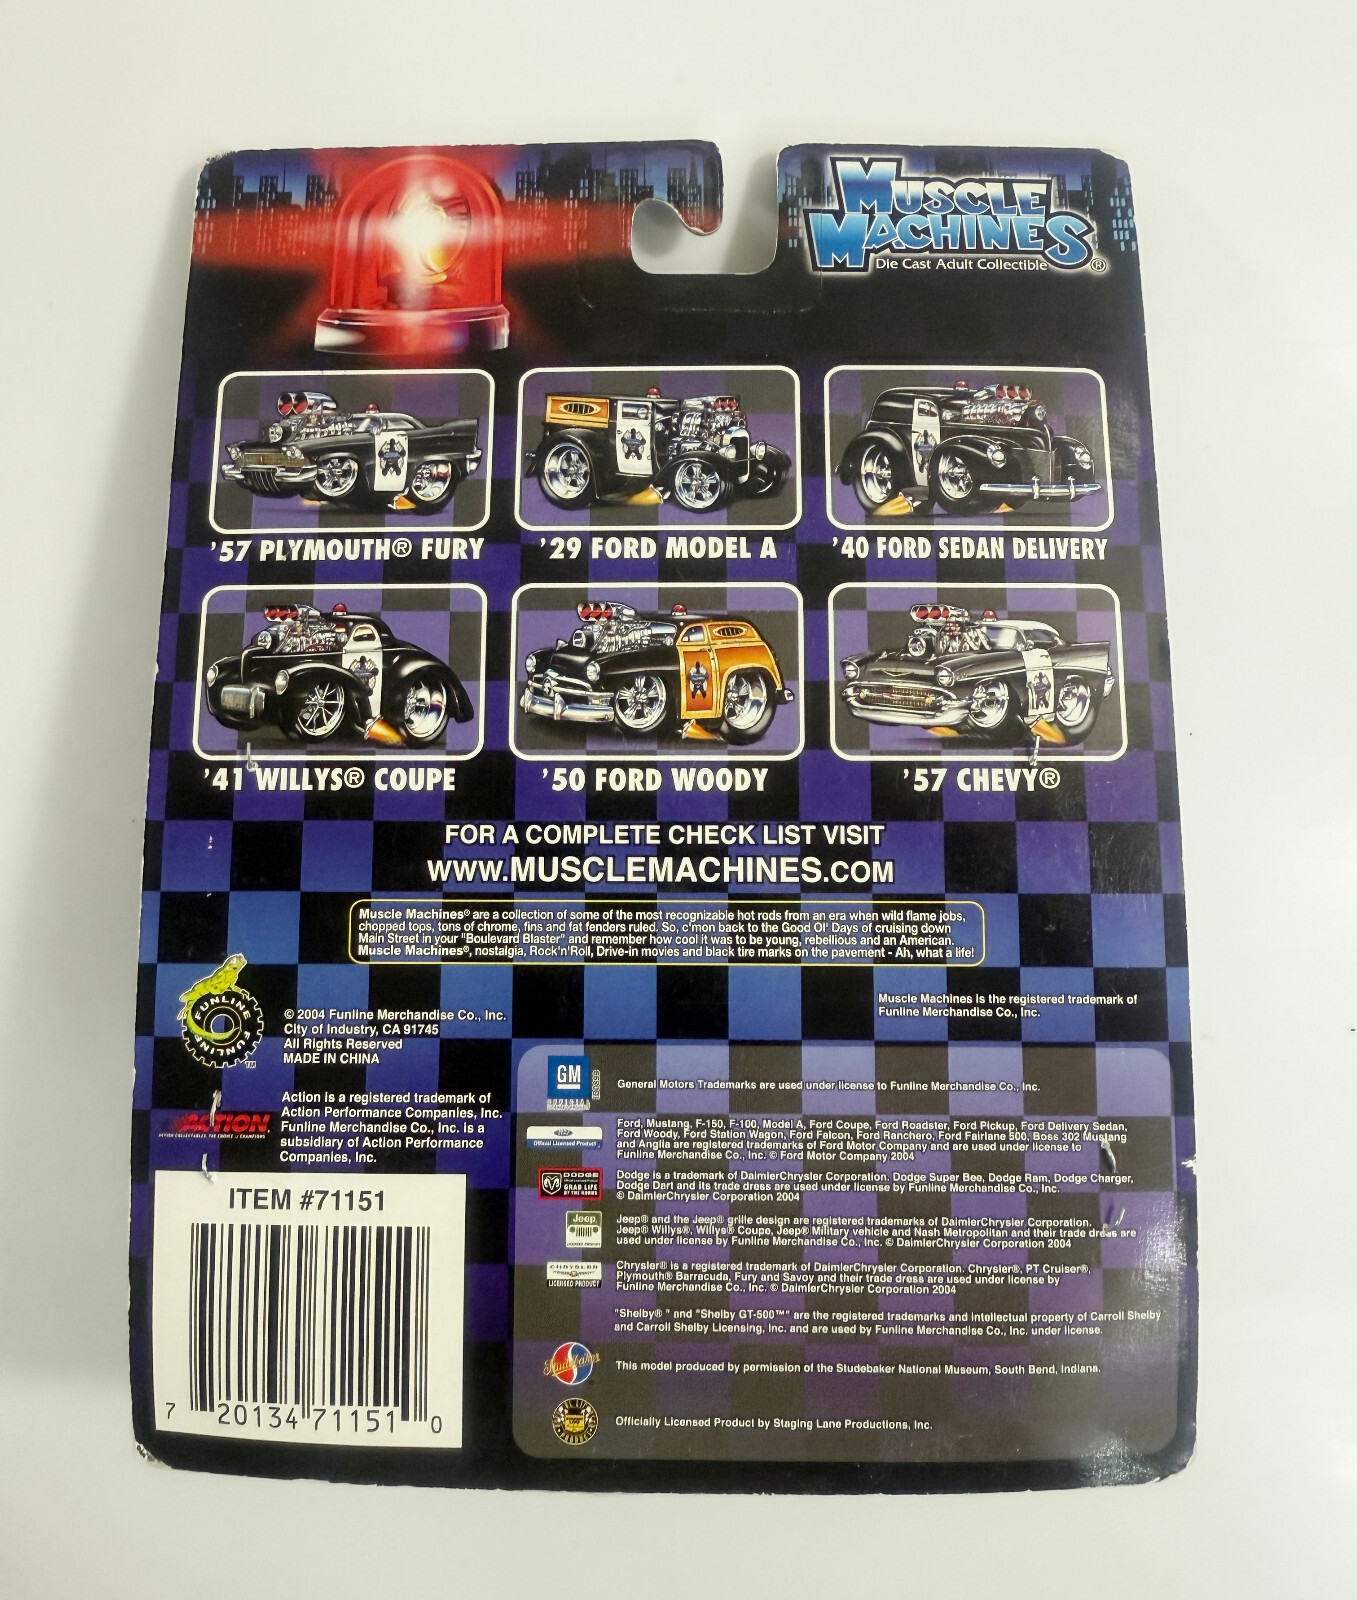 MUSCLE
MACHINES®
Die Cast Adult Collectible
'57 PLYMOUTH® FURY
'29 FORD MODEL A
'40 FORD SEDAN DELIVERY
'41 WILLYS® COUPE
'50 FORD WOODY
'57 CHEVY®
FOR A COMPLETE CHECK LIST VISIT
WWW.MUSCLEMACHINES.COM
Muscle Machines® are a collection of some of the most recognizable hot rods from an era when wild flame jobs,
chopped tops, tons of chrome, fins and fat fenders ruled. So, c'mon back to the Good Ol' Days of cruising down
Main Street in your "Boulevard Blaster" and remember how cool it was to be young, rebellious and an American.
Muscle Machines®, nostalgia, Rock'n'Roll, Drive-in movies and black tire marks on the pavement - Ah, what a life!
FUNLINE FUNLINE
TM
© 2004 Funline Merchandise Co., Inc.
City of Industry, CA 91745
All Rights Reserved
MADE IN CHINA
Muscle Machines is the registered trademark of
Funline Merchandise Co., Inc.
ACTION
Action is a registered trademark of
Action Performance Companies, Inc.
Funline Merchandise Co., Inc. is a
subsidiary of Action Performance
Companies, Inc.
ITEM #71151
7 20134 71151 0
GM
General Motors Trademarks are used under license to Funline Merchandise Co., Inc.
Official Licensed Product
Ford, Mustang, F-150, F-100, Model A, Ford Coupe, Ford Roadster, Ford Pickup, Ford Delivery Sedan,
Ford Woody, Ford Station Wagon, Ford Falcon, Ford Ranchero, Ford Fairlane 500, Boss 302 Mustang
and Anglia are registered trademarks of Ford Motor Company and are used under license to
Funline Merchandise Co., Inc. © Ford Motor Company 2004
DODGE
GRAB LIFE
BY THE HORNS
Dodge is a trademark of DaimlerChrysler Corporation. Dodge Super Bee, Dodge Ram, Dodge Charger,
Dodge Dart and its trade dress are used under license by Funline Merchandise Co., Inc.
© DaimlerChrysler Corporation 2004
Jeep
Jeep® and the Jeep® grille design are registered trademarks of DaimlerChrysler Corporation.
Jeep® Willys®, Willys® Coupe, Jeep® Military vehicle and Nash Metropolitan and their trade dress are
used under license by Funline Merchandise Co., Inc. © DaimlerChrysler Corporation 2004
CHRYSLER
LICENSED PRODUCT
Chrysler® is a registered trademark of DaimlerChrysler Corporation. Chrysler®, PT Cruiser®,
Plymouth® Barracuda, Fury and Savoy and their trade dress are used under license by
Funline Merchandise Co., Inc. © DaimlerChrysler Corporation 2004
"Shelby® " and "Shelby GT-500™" are the registered trademarks and intellectual property of Carroll Shelby
and Carroll Shelby Licensing, Inc. and are used by Funline Merchandise Co., Inc. under license.
Studebaker
This model produced by permission of the Studebaker National Museum, South Bend, Indiana.
Officially Licensed Product by Staging Lane Productions, Inc.